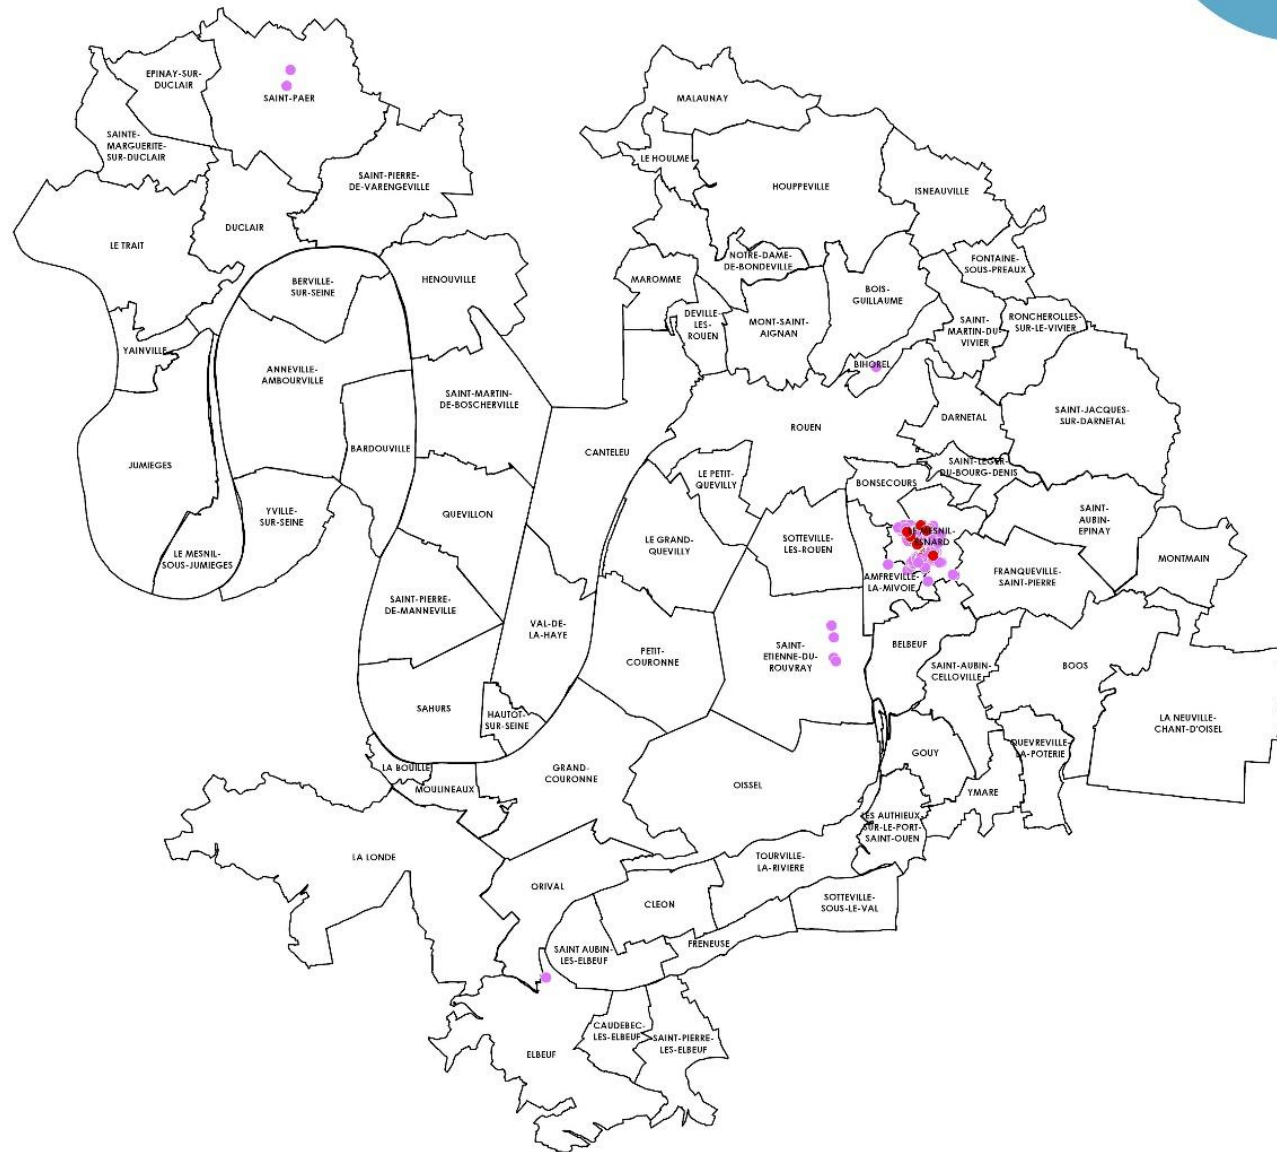 EPINAY-SUR-
DUCLAIR
SAINT-PAER
SAINTE-
MARGUERITE-
SUR-DUCLAIR
SAINT-PIERRE-
DE-VARENGEVILLE
LE TRAIT
DUCLAIR
MALAUNAY
LE HOULME
HOUPPEVILLE
ISNEAUVILLE
NOTRE-DAME-
DE-BONDEVILLE
FONTAINE-
SOUS-PREAUX
BERVILLE-
SUR-SEINE
HENOUVILLE
MAROMME
BOIS-
GUILLAUME
DEVILLE-
LES-
ROUEN
MONT-SAINT-
AIGNAN
SAINT-
MARTIN-DU-
VIVIER
RONCHEROLLES-
SUR-LE-VIVIER
YAINVILLE
ANNEVILLE-
AMBOURVILLE
BIHOREL
SAINT-MARTIN-
DE-BOSCHERVILLE
DARNETAL
SAINT-JACQUES-
SUR-DARNETAL
ROUEN
BARDOUVILLE
CANTELEU
JUMIEGES
LE PETIT-
QUEVILLY
SAINT-LEGER-
DU-BOURG-DENIS
BONSECOURS
YVILLE-
SUR-SEINE
QUEVILLON
SAINT-
AUBIN-
EPINAY
LE GRAND-
QUEVILLY
SOTTEVILLE-
LES-ROUEN
MESNIL-
ESNARD
LE MESNIL-
SOUS-JUMIEGES
MONTMAIN
FRANQUEVILLE-
SAINT-PIERRE
AMFREVILLE-
LA-MIVOIE
SAINT-PIERRE-
DE-MANNEVILLE
VAL-DE-
LA-HAYE
PETIT-
COURONNE
SAINT-
ETIENNE-DU-
ROUVRAY
BELBEUF
SAINT-AUBIN-
CELLOVILLE
BOOS
SAHURS
HAUTOT-
SUR-SEINE
LA NEUVILLE-
CHANT-D'OISEL
GOUY
QUEVREVILLE-
LA-POTERIE
LA BOUILLE
MOULINEAUX
GRAND-
COURONNE
OISSEL
YMARE
LES AUTHIEUX-
SUR-LE-PORT-
SAINT-OUEN
LA LONDE
ORIVAL
TOURVILLE-
LA-RIVIERE
CLEON
SOTTEVILLE-
SOUS-LE-VAL
SAINT AUBIN-
LES-ELBEUF
FRENEUSE
ELBEUF
CAUDEBEC-
LES-ELBEUF
SAINT-PIERRE-
LES-ELBEUF